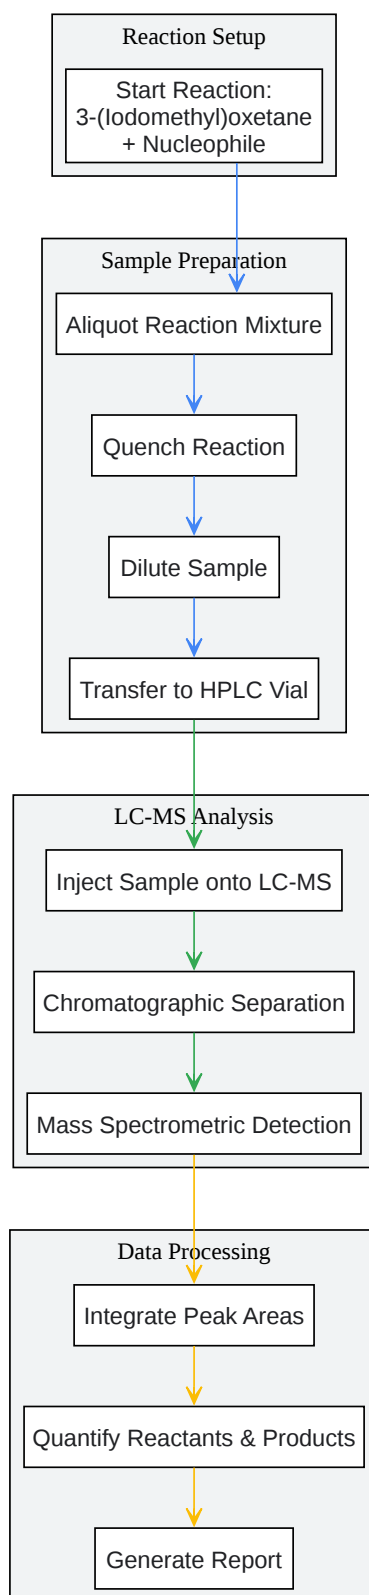 Reaction Setup
Start Reaction:
3-(Iodomethyl)oxetane
+ Nucleophile
Sample Preparation
Aliquot Reaction Mixture
Quench Reaction
Dilute Sample
Transfer to HPLC Vial
LC-MS Analysis
Inject Sample onto LC-MS
Chromatographic Separation
Mass Spectrometric Detection
Data Processing
Integrate Peak Areas
Quantify Reactants & Products
Generate Report